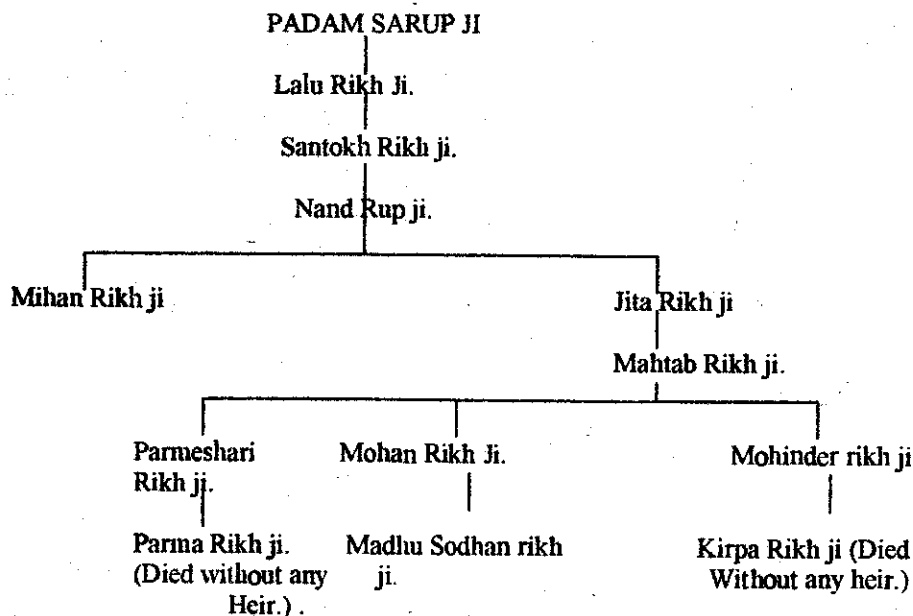 PADAM SARUP JI
Lalu Rikh Ji.
Santokh Rikh ji.
Nand Rup ji.
Mihan Rikh ji
Jita Rikh ji
Mahtab Rikh ji.
Parmeshari
Rikh ji.
Mohan Rikh Ji.
Mohinder rikh ji
Parma Rikh ji.
(Died without any
Heir.) .
Madhu Sodhan rikh
ji.
Kirpa Rikh ji (Died
Without any heir.)